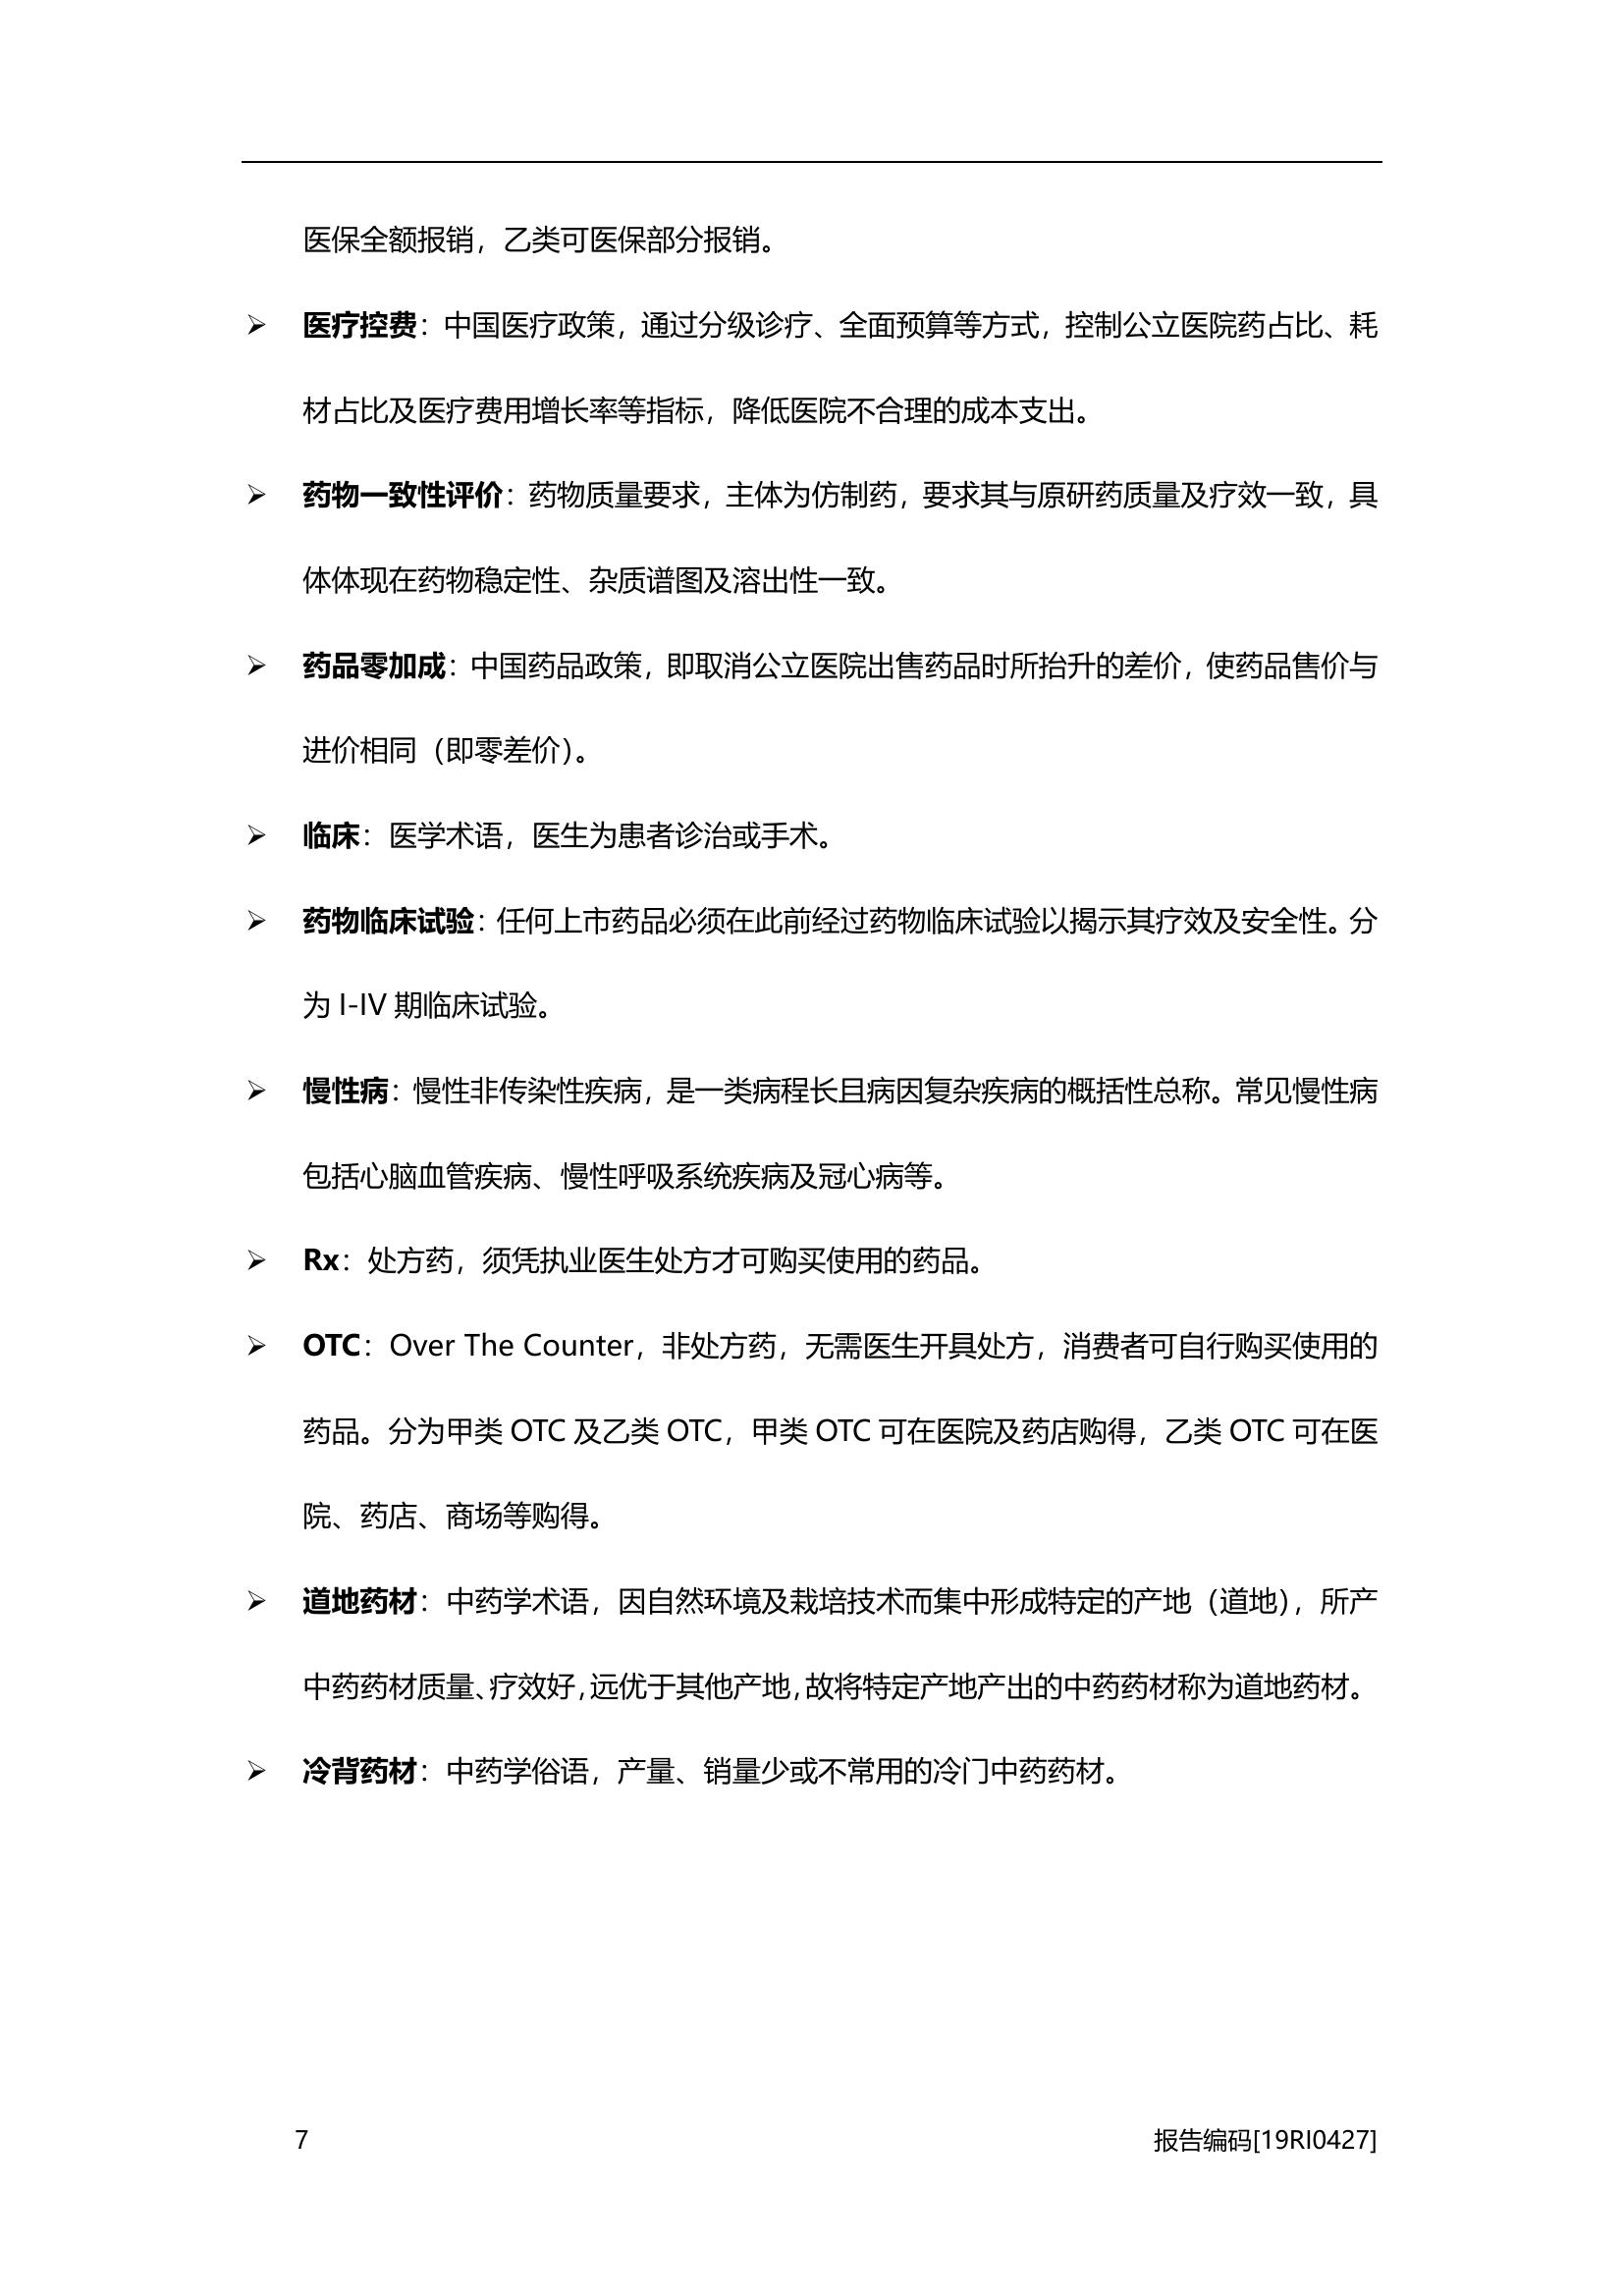 医保全额报销，乙类可医保部分报销。
➢ 医疗控费：中国医疗政策，通过分级诊疗、全面预算等方式，控制公立医院药占比、耗
材占比及医疗费用增长率等指标，降低医院不合理的成本支出。
➢ 药物一致性评价：药物质量要求，主体为仿制药，要求其与原研药质量及疗效一致，具
体体现在药物稳定性、杂质谱图及溶出性一致。
➢ 药品零加成：中国药品政策，即取消公立医院出售药品时所抬升的差价，使药品售价与
进价相同（即零差价）。
➢ 临床：医学术语，医生为患者诊治或手术。
➢ 药物临床试验：任何上市药品必须在此前经过药物临床试验以揭示其疗效及安全性。分
为 I-IV 期临床试验。
➢ 慢性病：慢性非传染性疾病，是一类病程长且病因复杂疾病的概括性总称。常见慢性病
包括心脑血管疾病、慢性呼吸系统疾病及冠心病等。
➢ Rx：处方药，须凭执业医生处方才可购买使用的药品。
➢ OTC：Over The Counter，非处方药，无需医生开具处方，消费者可自行购买使用的
药品。分为甲类 OTC 及乙类 OTC，甲类 OTC 可在医院及药店购得，乙类 OTC 可在医
院、药店、商场等购得。
➢ 道地药材：中药学术语，因自然环境及栽培技术而集中形成特定的产地（道地），所产
中药药材质量、疗效好，远优于其他产地，故将特定产地产出的中药药材称为道地药材。
➢ 冷背药材：中药学俗语，产量、销量少或不常用的冷门中药药材。
7 报告编码[19RI0427]